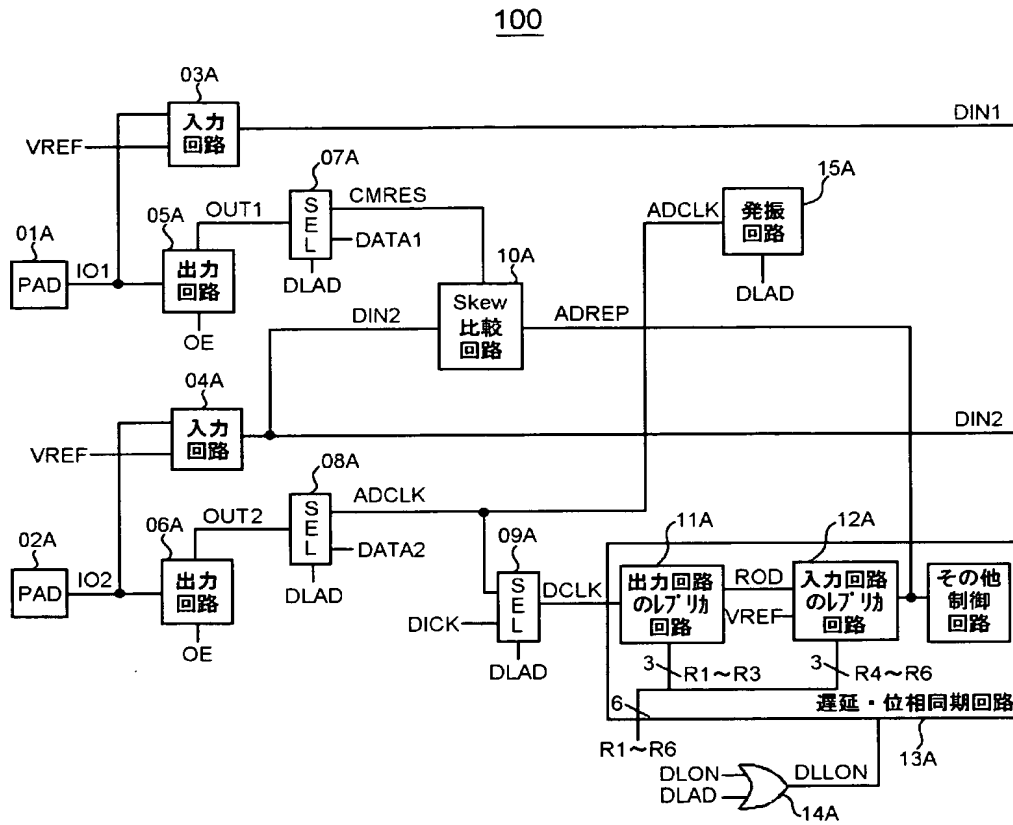 100
03A
入力
回路
VREF
DIN1
07A
SEL
CMRES
DATA1
DLAD
OUT1
05A
出力
回路
OE
01A
PAD
IO1
10A
Skew
比較
回路
DIN2
ADREP
15A
発振
回路
ADCLK
DLAD
04A
入力
回路
VREF
DIN2
08A
SEL
ADCLK
DATA2
DLAD
OUT2
06A
出力
回路
OE
02A
PAD
IO2
09A
SEL
DICK
DLAD
DCLK
11A
出力回路
のレプリカ
回路
ROD
VREF
12A
入力回路
のレプリカ
回路
その他
制御
回路
3
R1~R3
3
R4~R6
6
R1~R6
遅延・位相同期回路
13A
DLON
DLAD
DLLON
14A